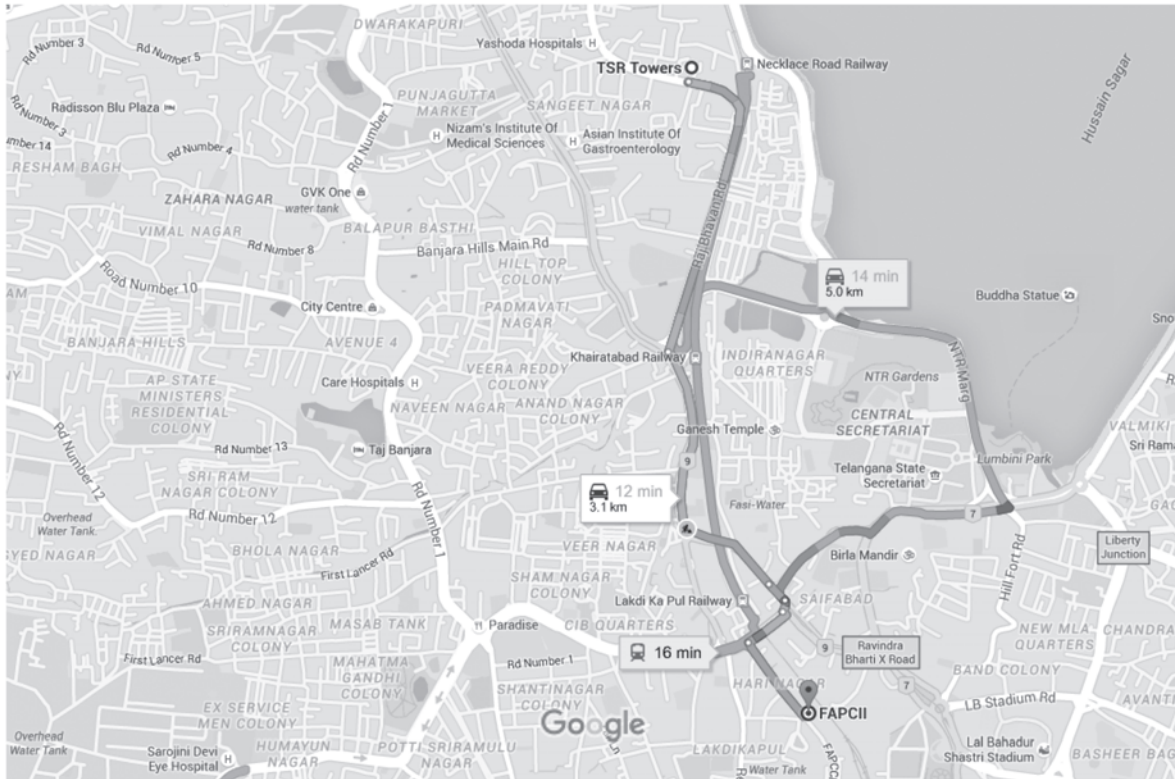 DWARAKAPURI
Rd Number 3
Rd Number 5
Yashoda Hospitals
TSR Towers
Necklace Road Railway
Hussain Sagar
Radisson Blu Plaza
Rd Number 3
Rd Number 1
PUNJAGUTTA
MARKET
SANGEET NAGAR
Nizam's Institute Of
Medical Sciences
Asian Institute Of
Gastroenterology
Rd Number 4
RESHAM BAGH
GVK One
water tank
ZAHARA NAGAR
VIMAL NAGAR
BALAPUR BASTHI
Raj Bhavan Rd
Rd Number 8
Banjara Hills Main Rd
HILL TOP
COLONY
Road Number 10
14 min
5.0 km
Buddha Statue
City Centre
PADMAVATI
NAGAR
BANJARA HILLS
AVENUE 4
Khairatabad Railway
INDIRANAGAR
QUARTERS
NTR Marg
NTR Gardens
AP STATE
MINISTERS
RESIDENTIAL
COLONY
Care Hospitals
VEERA REDDY
COLONY
NAVEEN NAGAR
ANAND NAGAR
COLONY
CENTRAL
SECRETARIAT
Ganesh Temple
VALMIKI
Rd Number 13
Taj Banjara
Lumbini Park
Rd Number 12
SRI RAM
NAGAR COLONY
9
Telangana State
Secretariat
12 min
3.1 km
Rd Number 1
Fasi-Water
7
Rd Number 12
Overhead
Water Tank
BHOLA NAGAR
VEER NAGAR
Birla Mandir
Hill Fort Rd
Liberty
Junction
First Lancer Rd
SHAM NAGAR
COLONY
Lakdi Ka Pul Railway
SAIFABAD
AHMED NAGAR
SRIRAMNAGAR
COLONY
MASAB TANK
Paradise
CIB QUARTERS
NEW MLA
QUARTERS
CHANDRA
9
Ravindra
Bharti X Road
16 min
First Lancer Rd
Rd Number 1
MAHATMA
GANDHI
COLONY
HARI NAGAR
7
BAND COLONY
SHANTINAGAR
COLONY
EX SERVICE
MEN COLONY
LB Stadium Rd
FAPCII
Google
Overhead
Water Tank
Sarojini Devi
Eye Hospital
HUMAYUN
NAGAR
POTTI SRIRAMULU
NAGAR
LAKDIKAPUL
Water Tank
Lal Bahadur
Shastri Stadium
BASHEER BAG